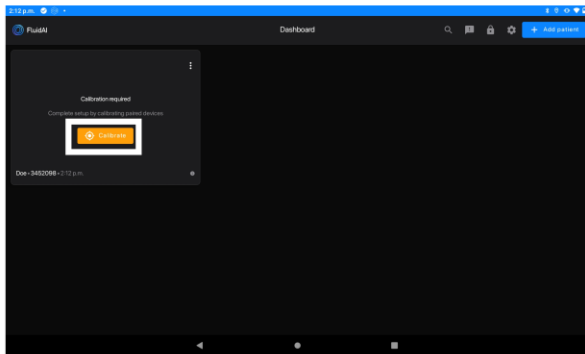 2:12 p.m.
FluidAI
Dashboard
+ Add patient
Calibration required
Complete setup by calibrating paired devices
Calibrate
Doe - 3452098 • 2:12 p.m.